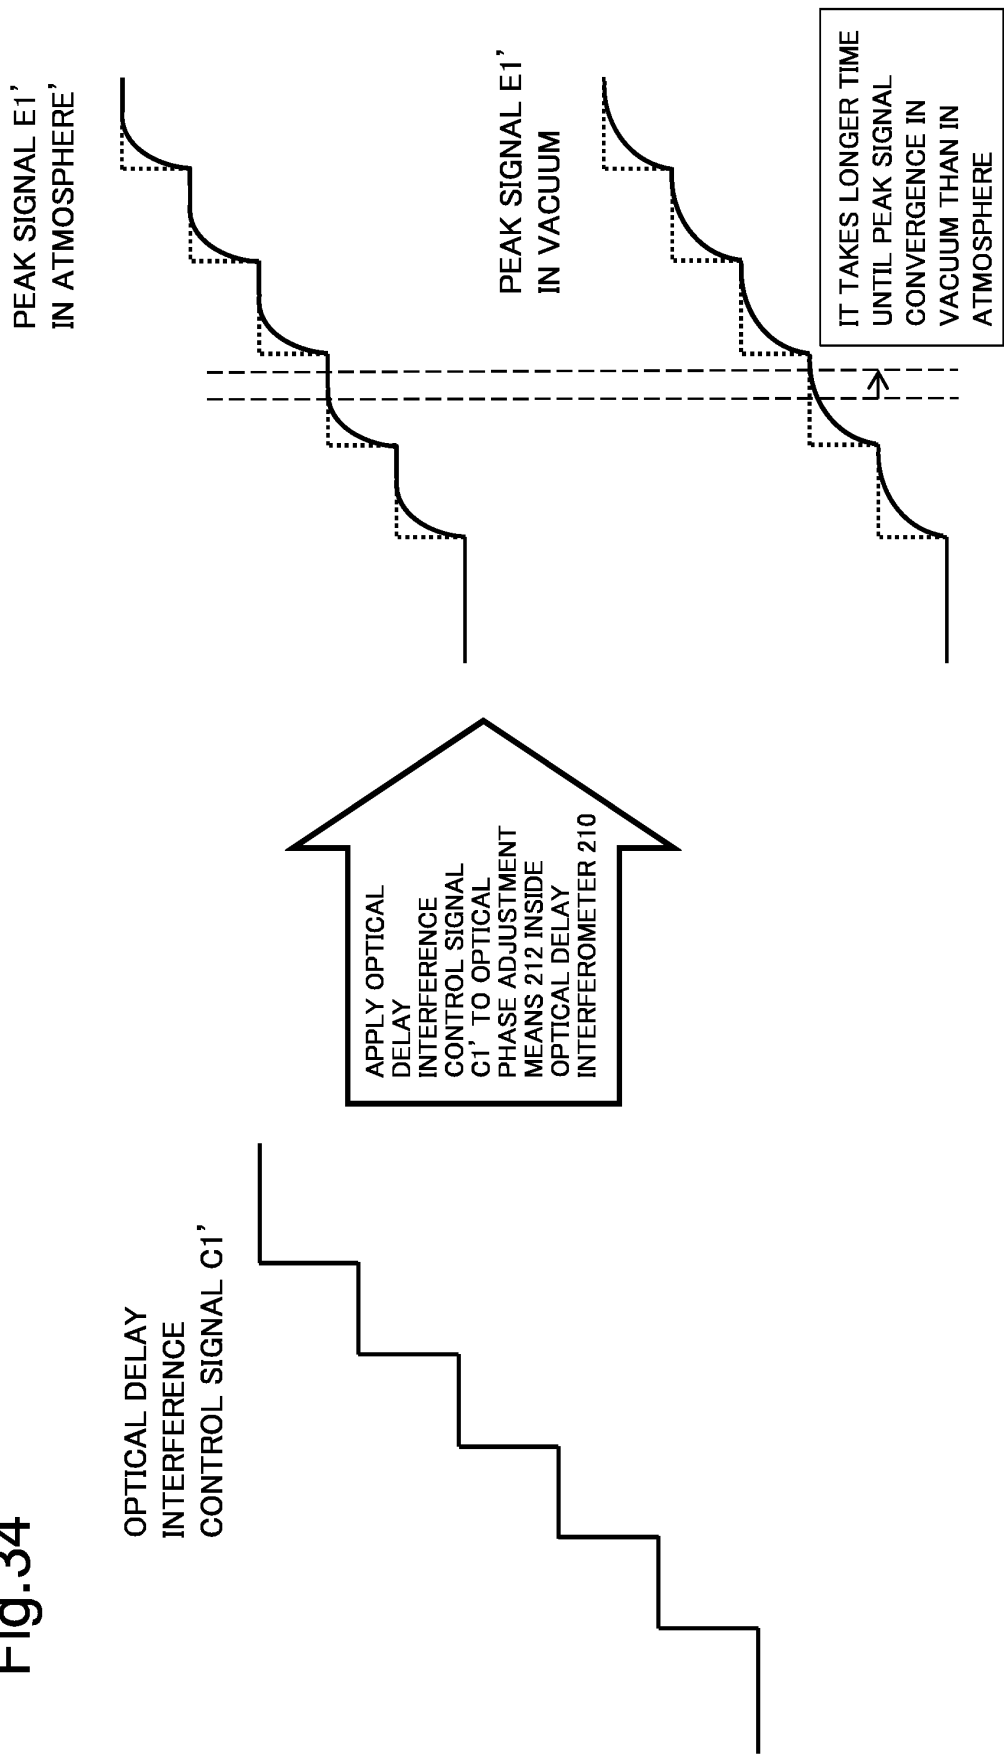 Fig.34
OPTICAL DELAY
INTERFERENCE
CONTROL SIGNAL C1’
APPLY OPTICAL
DELAY
INTERFERENCE
CONTROL SIGNAL
C1’ TO OPTICAL
PHASE ADJUSTMENT
MEANS 212 INSIDE
OPTICAL DELAY
INTERFEROMETER 210
PEAK SIGNAL E1’
IN ATMOSPHERE’
PEAK SIGNAL E1’
IN VACUUM
IT TAKES LONGER TIME
UNTIL PEAK SIGNAL
CONVERGENCE IN
VACUUM THAN IN
ATMOSPHERE